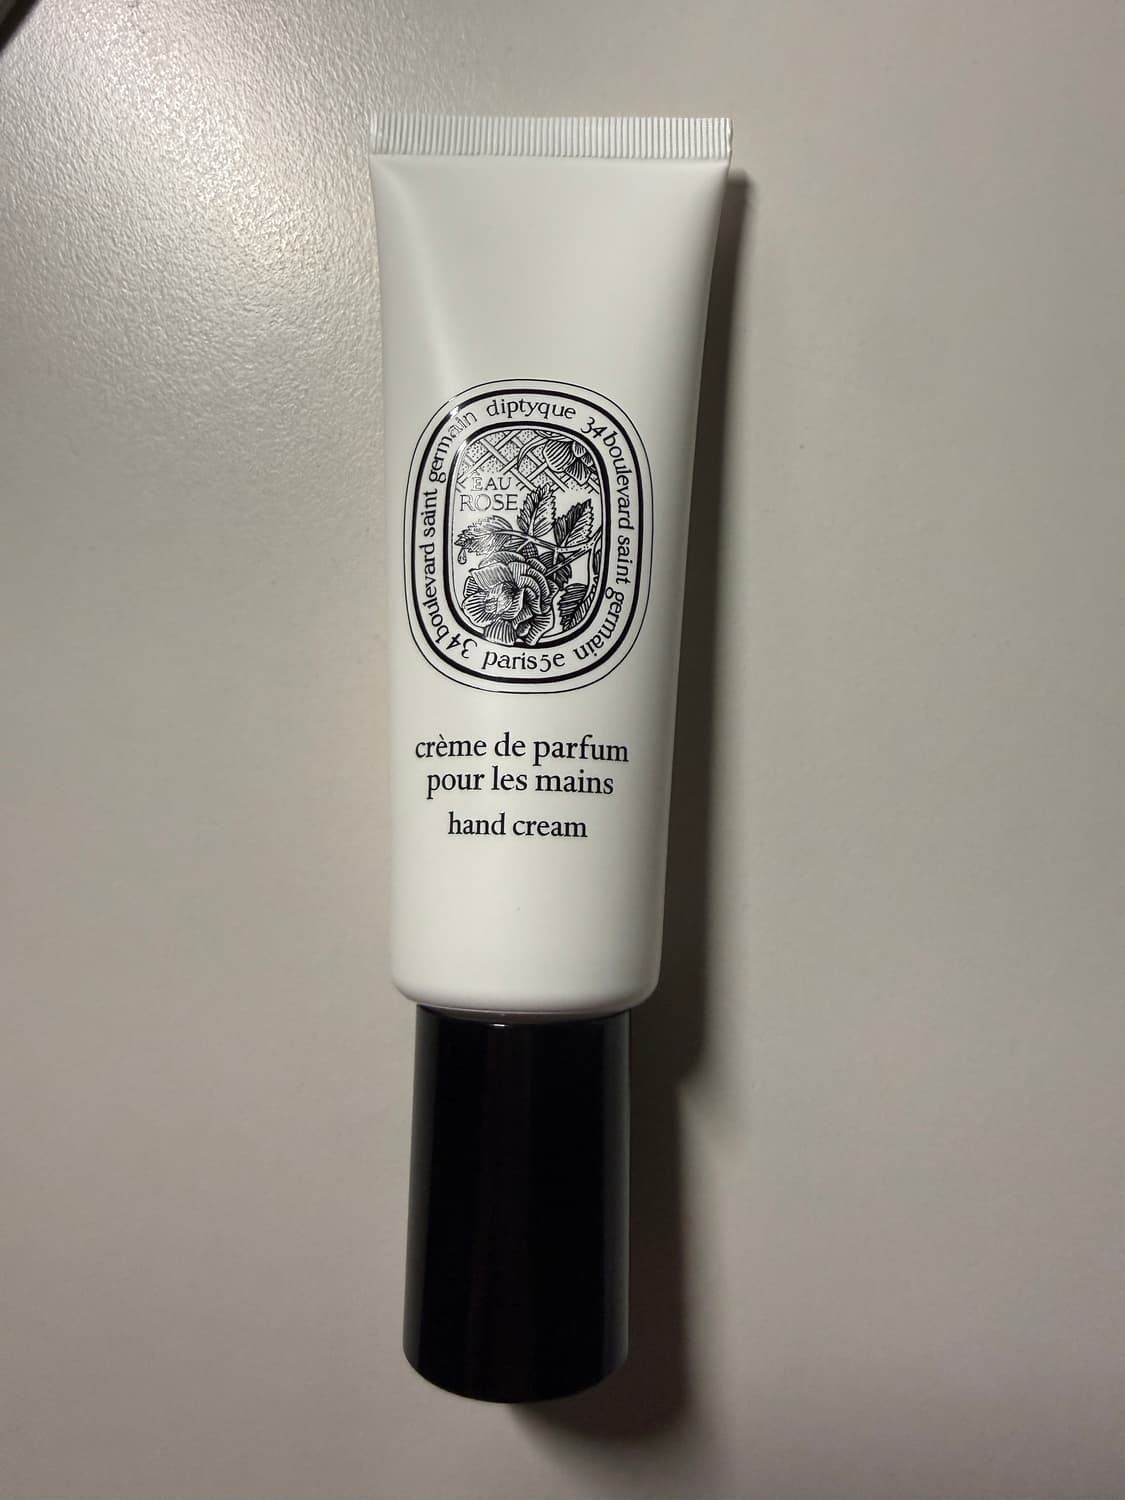 diptyque
34 boulevard saint germain
paris 5e
34 boulevard saint germain
EAU
ROSE
crème de parfum
pour les mains
hand cream